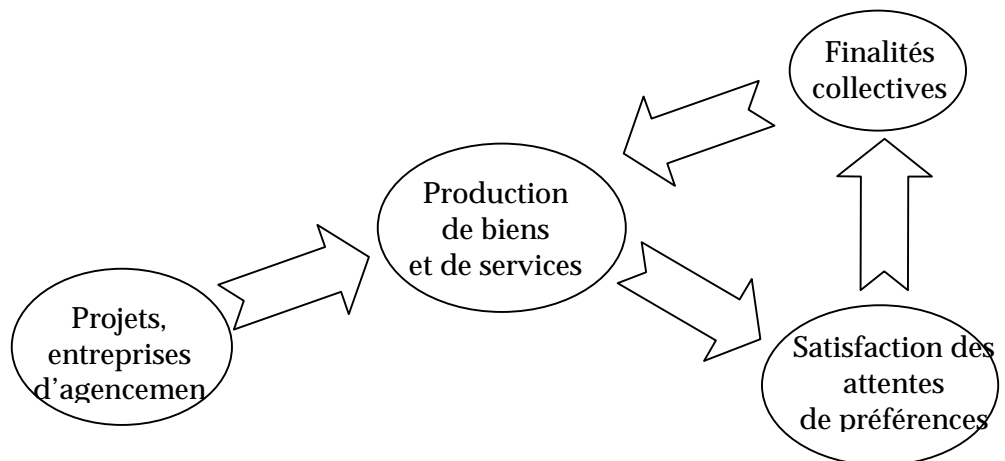 Finalités
collectives
Production
de biens
et de services
Projets,
entreprises
d'agencemen
Satisfaction des
attentes
de préférences